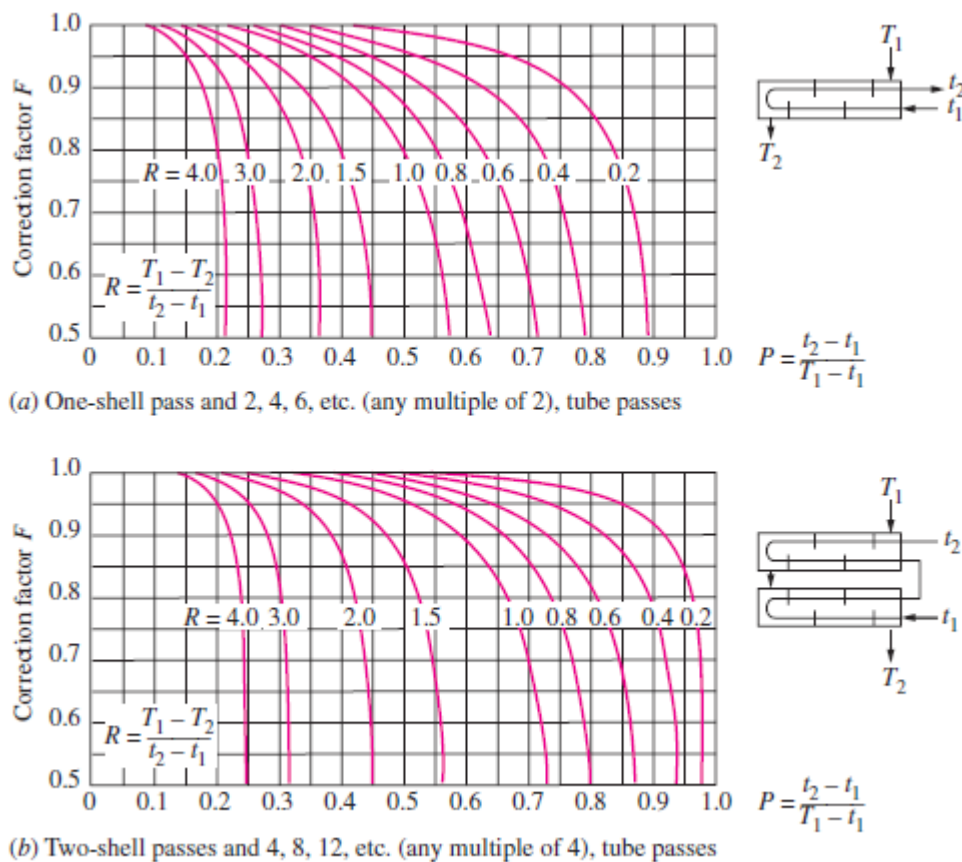 Correction factor F
1.0
0.9
0.8
0.7
0.6
0.5
R = 4.0 3.0 2.0 1.5 1.0 0.8 0.6 0.4 0.2
R = (T₁ − T₂)/(t₂ − t₁)
0 0.1 0.2 0.3 0.4 0.5 0.6 0.7 0.8 0.9 1.0
T₁
t₂
t₁
T₂
P = (t₂ − t₁)/(T₁ − t₁)
(a) One-shell pass and 2, 4, 6, etc. (any multiple of 2), tube passes
Correction factor F
1.0
0.9
0.8
0.7
0.6
0.5
R = 4.0 3.0 2.0 1.5 1.0 0.8 0.6 0.4 0.2
R = (T₁ − T₂)/(t₂ − t₁)
0 0.1 0.2 0.3 0.4 0.5 0.6 0.7 0.8 0.9 1.0
T₁
t₂
t₁
T₂
P = (t₂ − t₁)/(T₁ − t₁)
(b) Two-shell passes and 4, 8, 12, etc. (any multiple of 4), tube passes